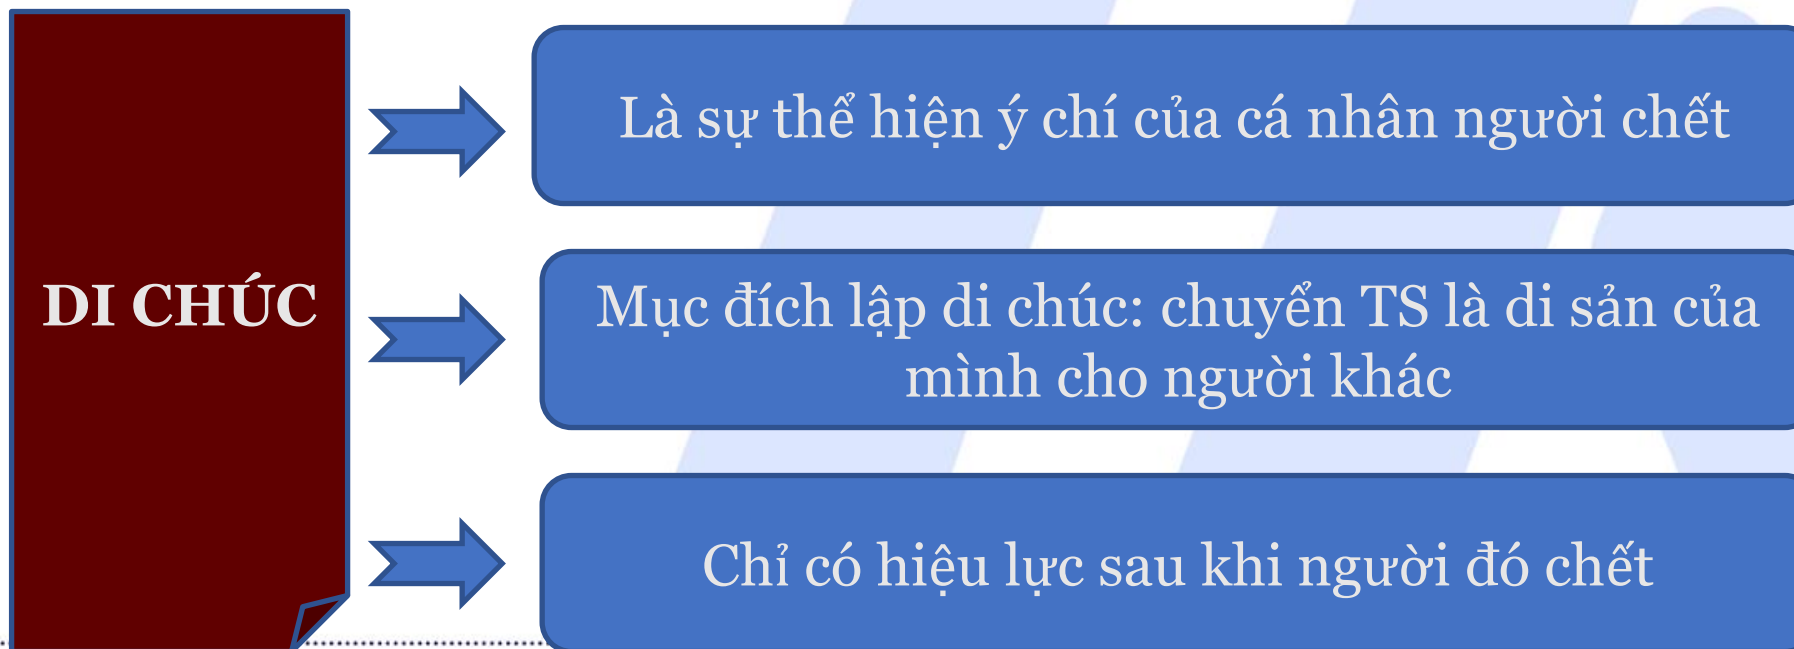 DI CHÚC
Là sự thể hiện ý chí của cá nhân người chết
Mục đích lập di chúc: chuyển TS là di sản của
mình cho người khác
Chỉ có hiệu lực sau khi người đó chết